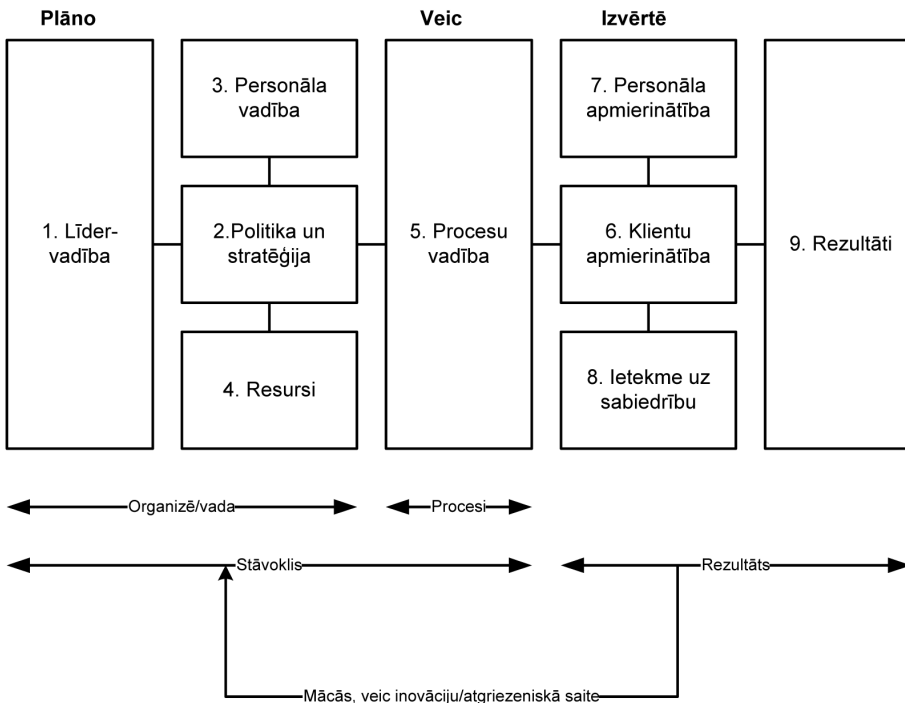 Plāno
Veic
Izvērtē
1. Līder-
vadība
3. Personāla
vadība
2.Politika un
stratēģija
4. Resursi
5. Procesu
vadība
7. Personāla
apmierinātība
6. Klientu
apmierinātība
8. Ietekme uz
sabiedrību
9. Rezultāti
Organizē/vada
Procesi
Stāvoklis
Rezultāts
Mācās, veic inovāciju/atgriezeniskā saite